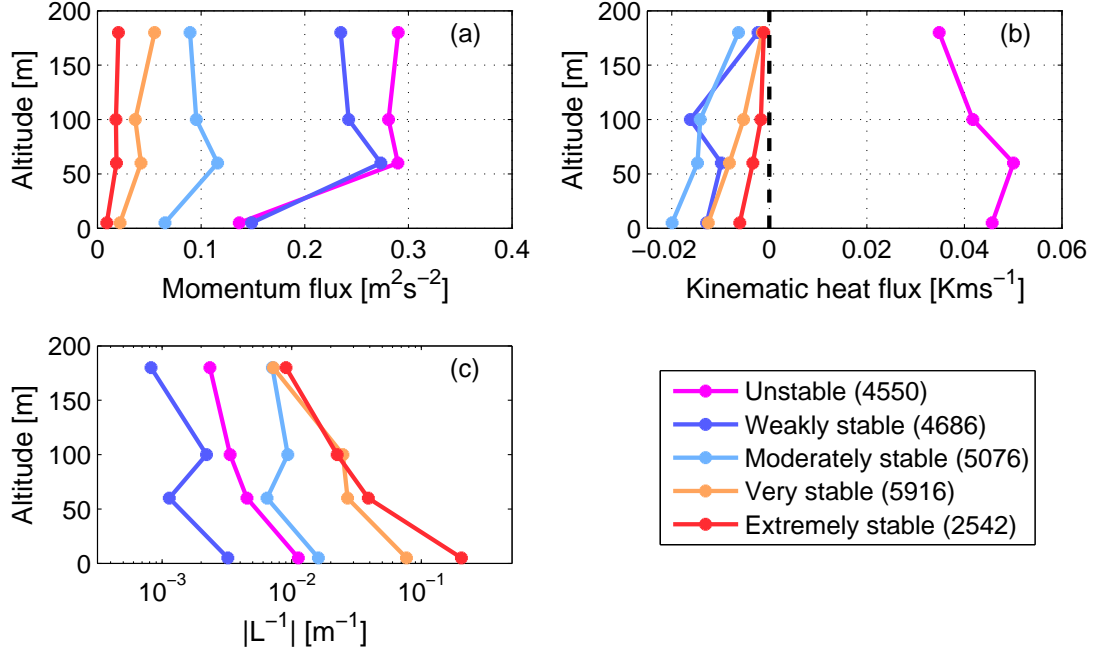 200
150
100
50
0
Altitude [m]
(a)
0 0.1 0.2 0.3 0.4
Momentum flux [m²s⁻²]
200
150
100
50
0
Altitude [m]
(b)
−0.02 0 0.02 0.04 0.06
Kinematic heat flux [Kms⁻¹]
200
150
100
50
0
Altitude [m]
(c)
10⁻³ 10⁻² 10⁻¹
|L⁻¹| [m⁻¹]
Unstable (4550)
Weakly stable (4686)
Moderately stable (5076)
Very stable (5916)
Extremely stable (2542)